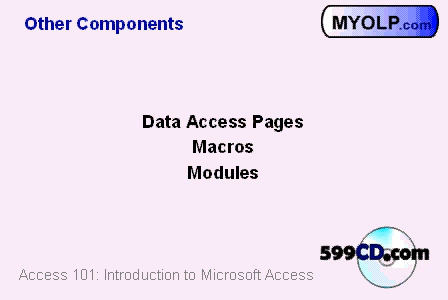 Other Components
MYOLP.com
Data Access Pages
Macros
Modules
599CD.com
Access 101: Introduction to Microsoft Access